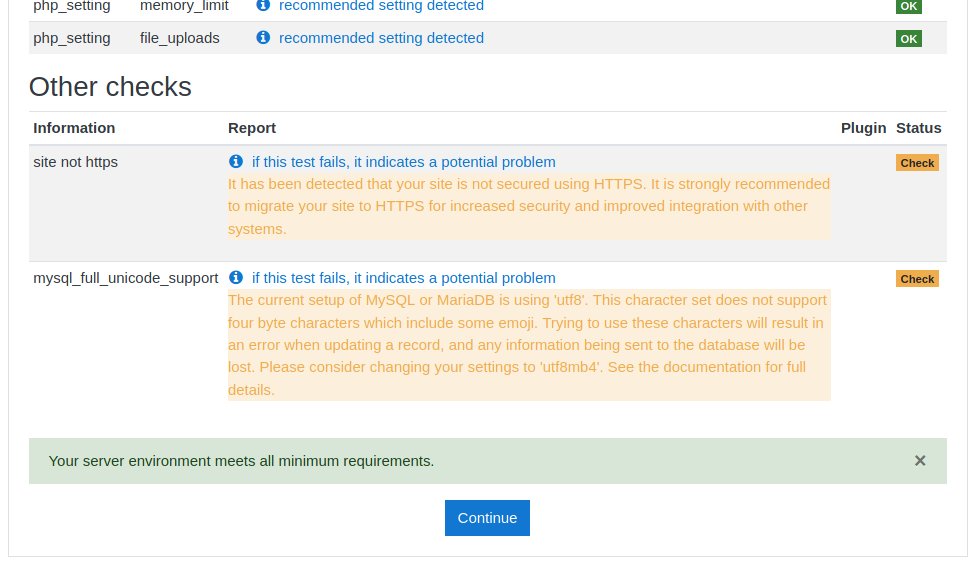 php_setting memory_limit recommended setting detected OK
php_setting file_uploads recommended setting detected OK
Other checks
Information Report Plugin Status
site not https if this test fails, it indicates a potential problem Check
It has been detected that your site is not secured using HTTPS. It is strongly recommended
to migrate your site to HTTPS for increased security and improved integration with other
systems.
mysql_full_unicode_support if this test fails, it indicates a potential problem Check
The current setup of MySQL or MariaDB is using 'utf8'. This character set does not support
four byte characters which include some emoji. Trying to use these characters will result in
an error when updating a record, and any information being sent to the database will be
lost. Please consider changing your settings to 'utf8mb4'. See the documentation for full
details.
Your server environment meets all minimum requirements. ×
Continue